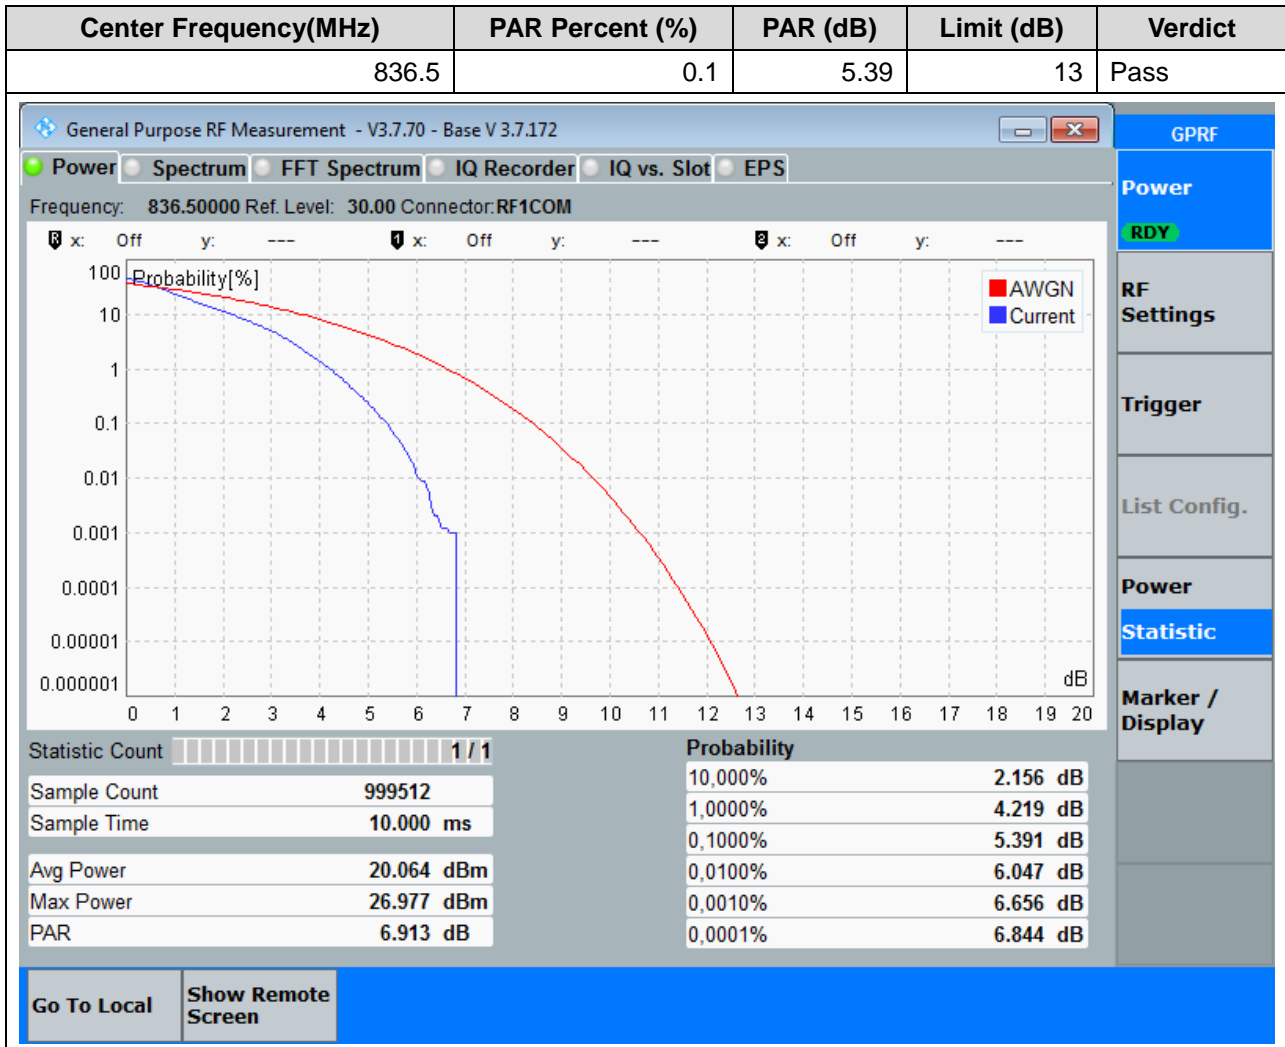 Center Frequency(MHz) PAR Percent (%) PAR (dB) Limit (dB) Verdict
836.5 0.1 5.39 13 Pass
General Purpose RF Measurement - V3.7.70 - Base V 3.7.172
GPRF
Power Spectrum FFT Spectrum IQ Recorder IQ vs. Slot EPS
Frequency: 836.50000 Ref. Level: 30.00 Connector: RF1COM
R x: Off y: --- 1 x: Off y: --- 2 x: Off y: ---
Probability[%]
AWGN
Current
100
10
1
0.1
0.01
0.001
0.0001
0.00001
0.000001
dB
0 1 2 3 4 5 6 7 8 9 10 11 12 13 14 15 16 17 18 19 20
Statistic Count 1 / 1
Sample Count 999512
Sample Time 10.000 ms
Avg Power 20.064 dBm
Max Power 26.977 dBm
PAR 6.913 dB
Probability
10,000% 2.156 dB
1,0000% 4.219 dB
0,1000% 5.391 dB
0,0100% 6.047 dB
0,0010% 6.656 dB
0,0001% 6.844 dB
Power
RDY
RF
Settings
Trigger
List Config.
Power
Statistic
Marker /
Display
Go To Local
Show Remote
Screen